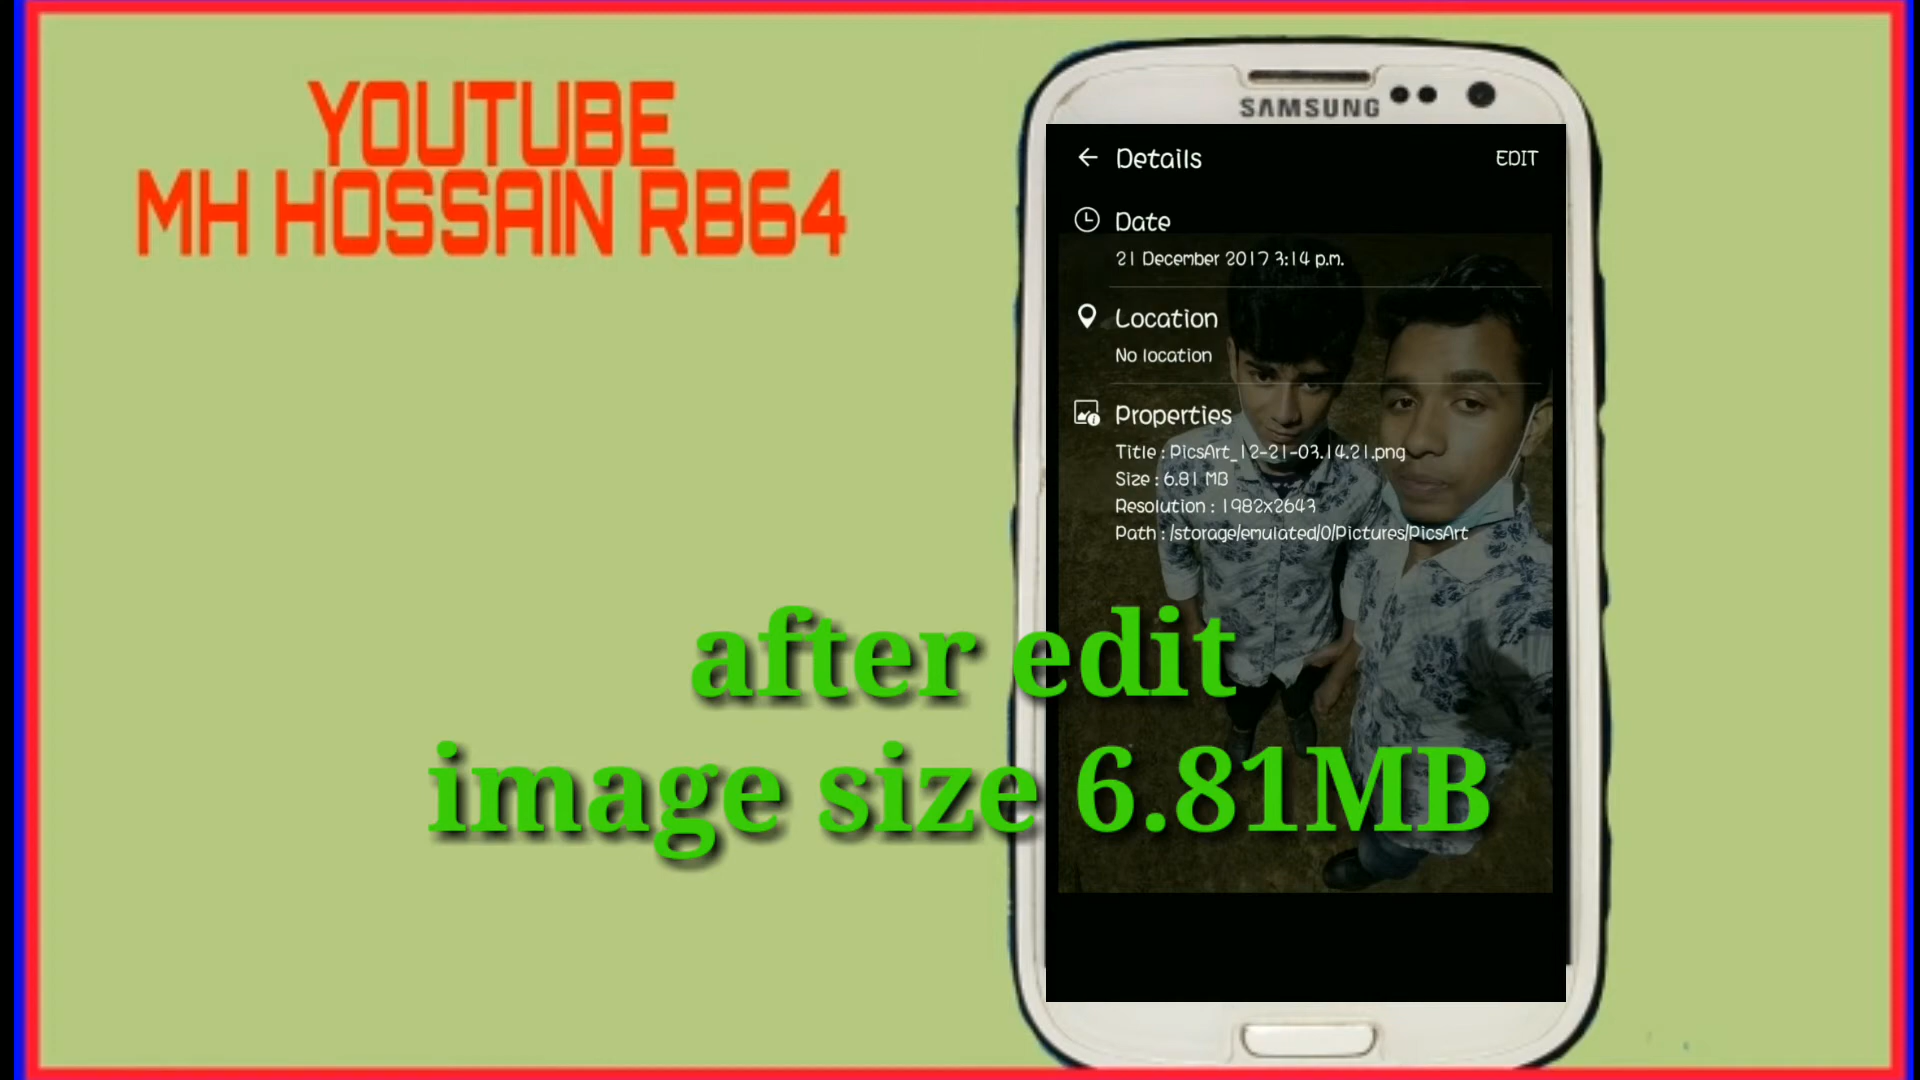 YOUTUBE
MH HOSSAIN RB64
SAMSUNG
Details
EDIT
Date
21 December 2017 3:14 p.m.
Location
No location
Properties
Title : PicsArt_12-21-03.14.21.png
Size : 6.81 MB
Resolution : 1982x2643
Path : /storage/emulated/0/Pictures/PicsArt
after edit
image size 6.81MB